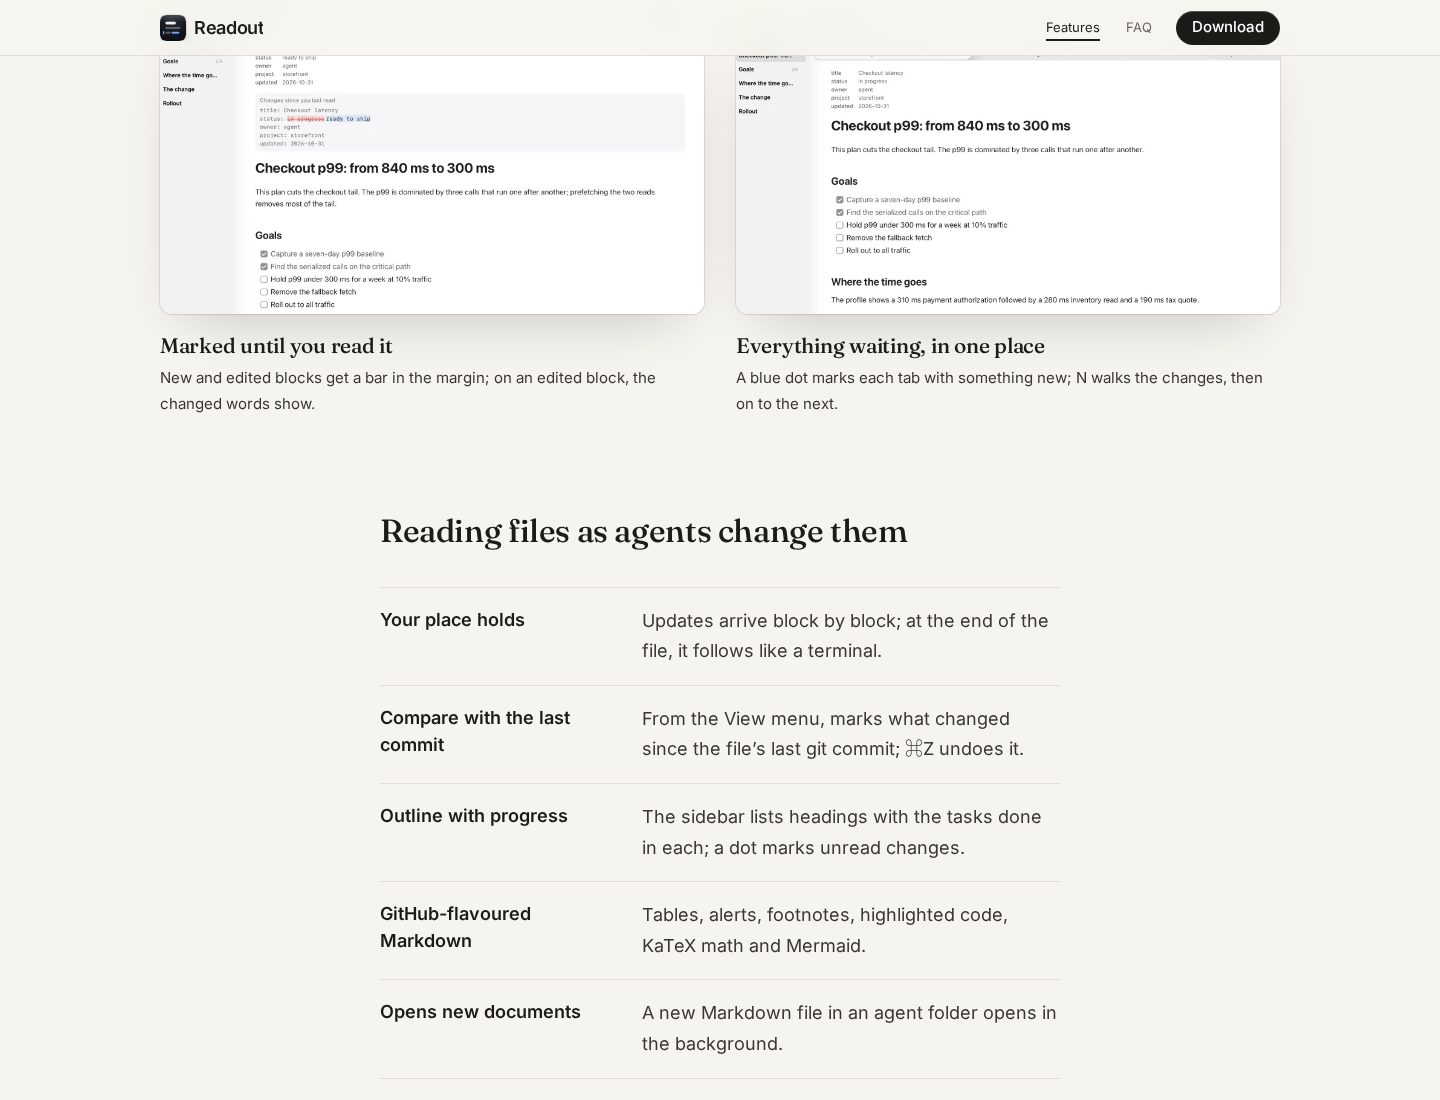 Readout
Features
FAQ
Download
Goals
Where the time go...
The change
Rollout
status ready to ship
owner agent
project storefront
updated 2026-10-31
Changes since you last read
title: Checkout latency
status: in progress ready to ship
owner: agent
project: storefront
updated: 2026-10-31
Checkout p99: from 840 ms to 300 ms
This plan cuts the checkout tail. The p99 is dominated by three calls that run one after another; prefetching the two reads
removes most of the tail.
Goals
Capture a seven-day p99 baseline
Find the serialized calls on the critical path
Hold p99 under 300 ms for a week at 10% traffic
Remove the fallback fetch
Roll out to all traffic
Goals
Where the time go...
The change
Rollout
title Checkout latency
status in progress
owner agent
project storefront
updated 2026-10-31
Checkout p99: from 840 ms to 300 ms
This plan cuts the checkout tail. The p99 is dominated by three calls that run one after another.
Goals
Capture a seven-day p99 baseline
Find the serialized calls on the critical path
Hold p99 under 300 ms for a week at 10% traffic
Remove the fallback fetch
Roll out to all traffic
Where the time goes
The profile shows a 310 ms payment authorization followed by a 280 ms inventory read and a 190 ms tax quote.
Marked until you read it
New and edited blocks get a bar in the margin; on an edited block, the
changed words show.
Everything waiting, in one place
A blue dot marks each tab with something new; N walks the changes, then
on to the next.
Reading files as agents change them
Your place holds
Updates arrive block by block; at the end of the
file, it follows like a terminal.
Compare with the last
commit
From the View menu, marks what changed
since the file’s last git commit; ⌘Z undoes it.
Outline with progress
The sidebar lists headings with the tasks done
in each; a dot marks unread changes.
GitHub-flavoured
Markdown
Tables, alerts, footnotes, highlighted code,
KaTeX math and Mermaid.
Opens new documents
A new Markdown file in an agent folder opens in
the background.